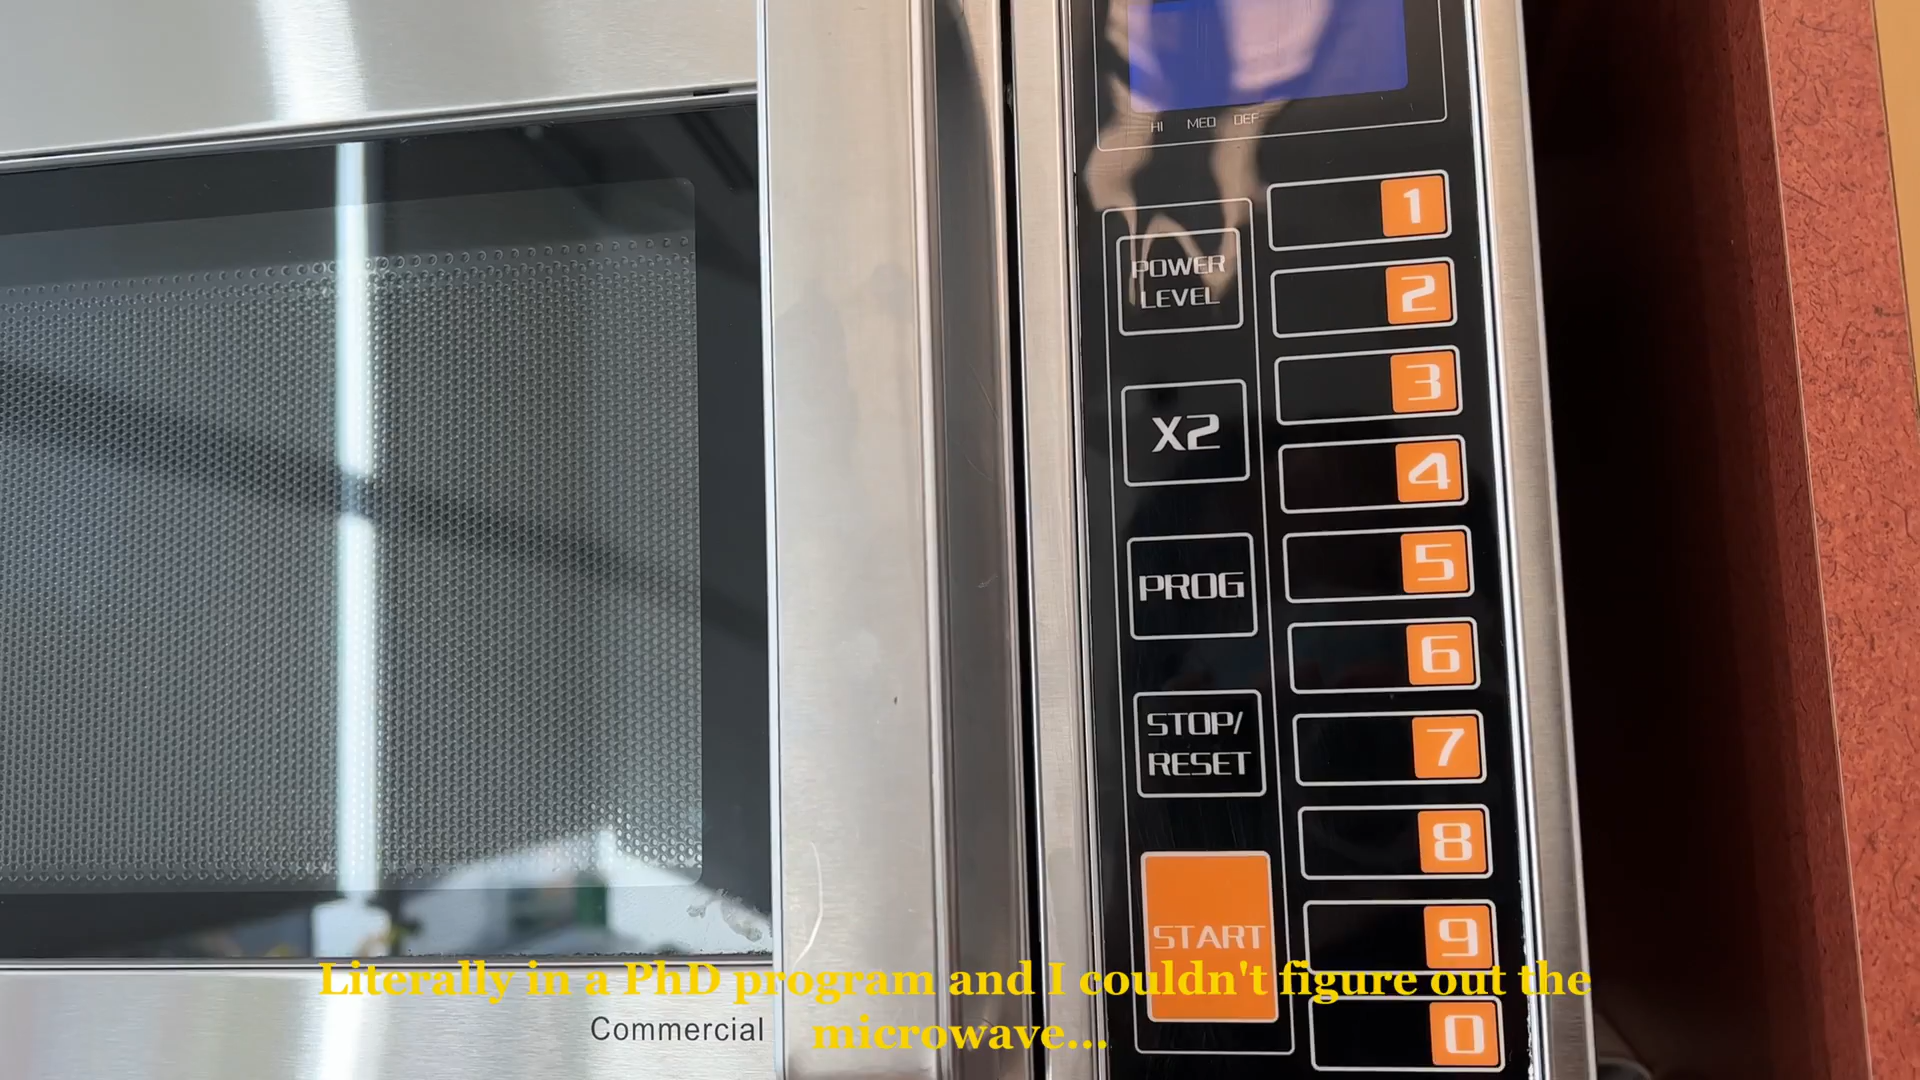 HI MED DEF
POWER
LEVEL
X2
PROG
STOP/
RESET
START
1
2
3
4
5
6
7
8
9
0
Commercial
Literally in a PhD program and I couldn't figure out the
microwave...